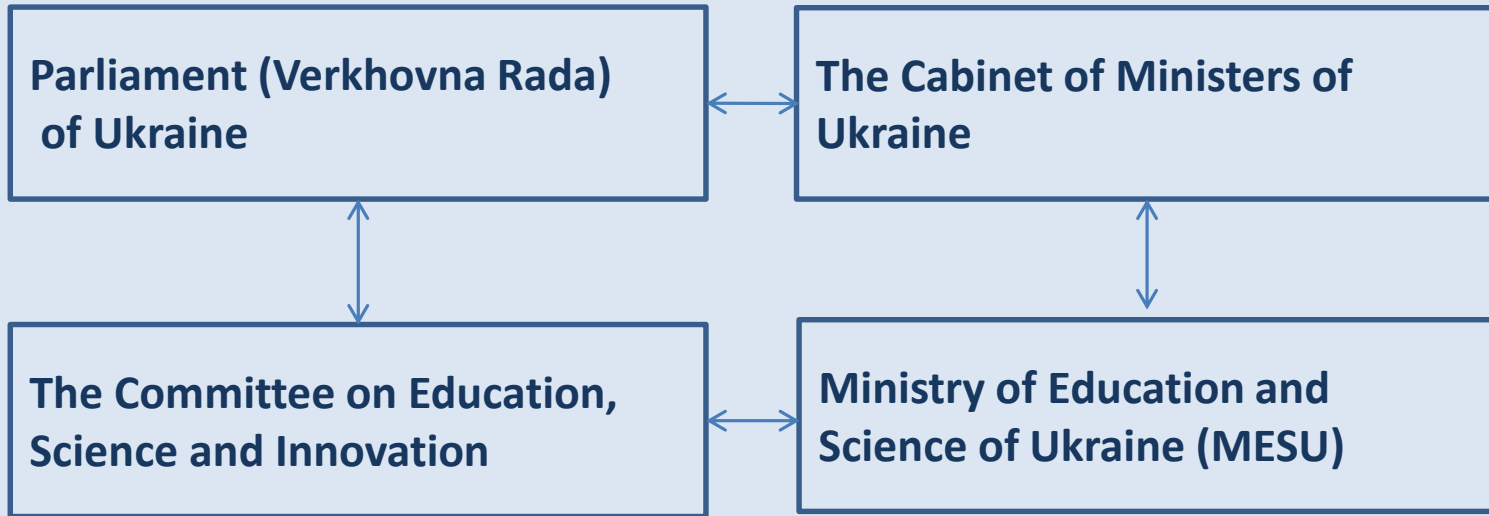 Parliament (Verkhovna Rada)
of Ukraine
The Cabinet of Ministers of
Ukraine
The Committee on Education,
Science and Innovation
Ministry of Education and
Science of Ukraine (MESU)